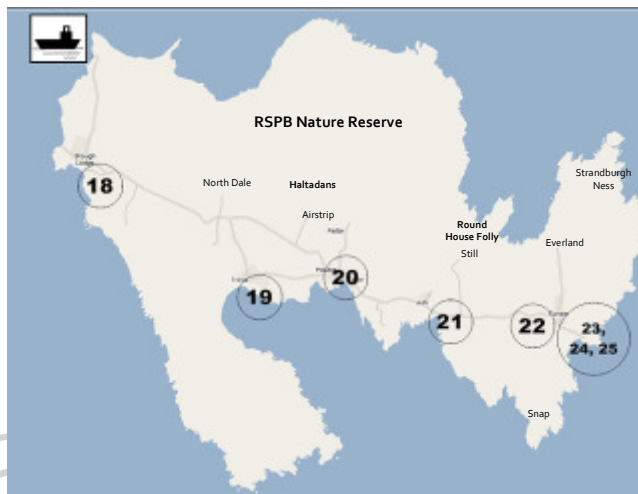 RSPB Nature Reserve
Strandburgh
Ness
North Dale
Haltadans
18
Airstrip
Round
House Folly
Everland
Still
20
19
21
22
23,
24, 25
Snap